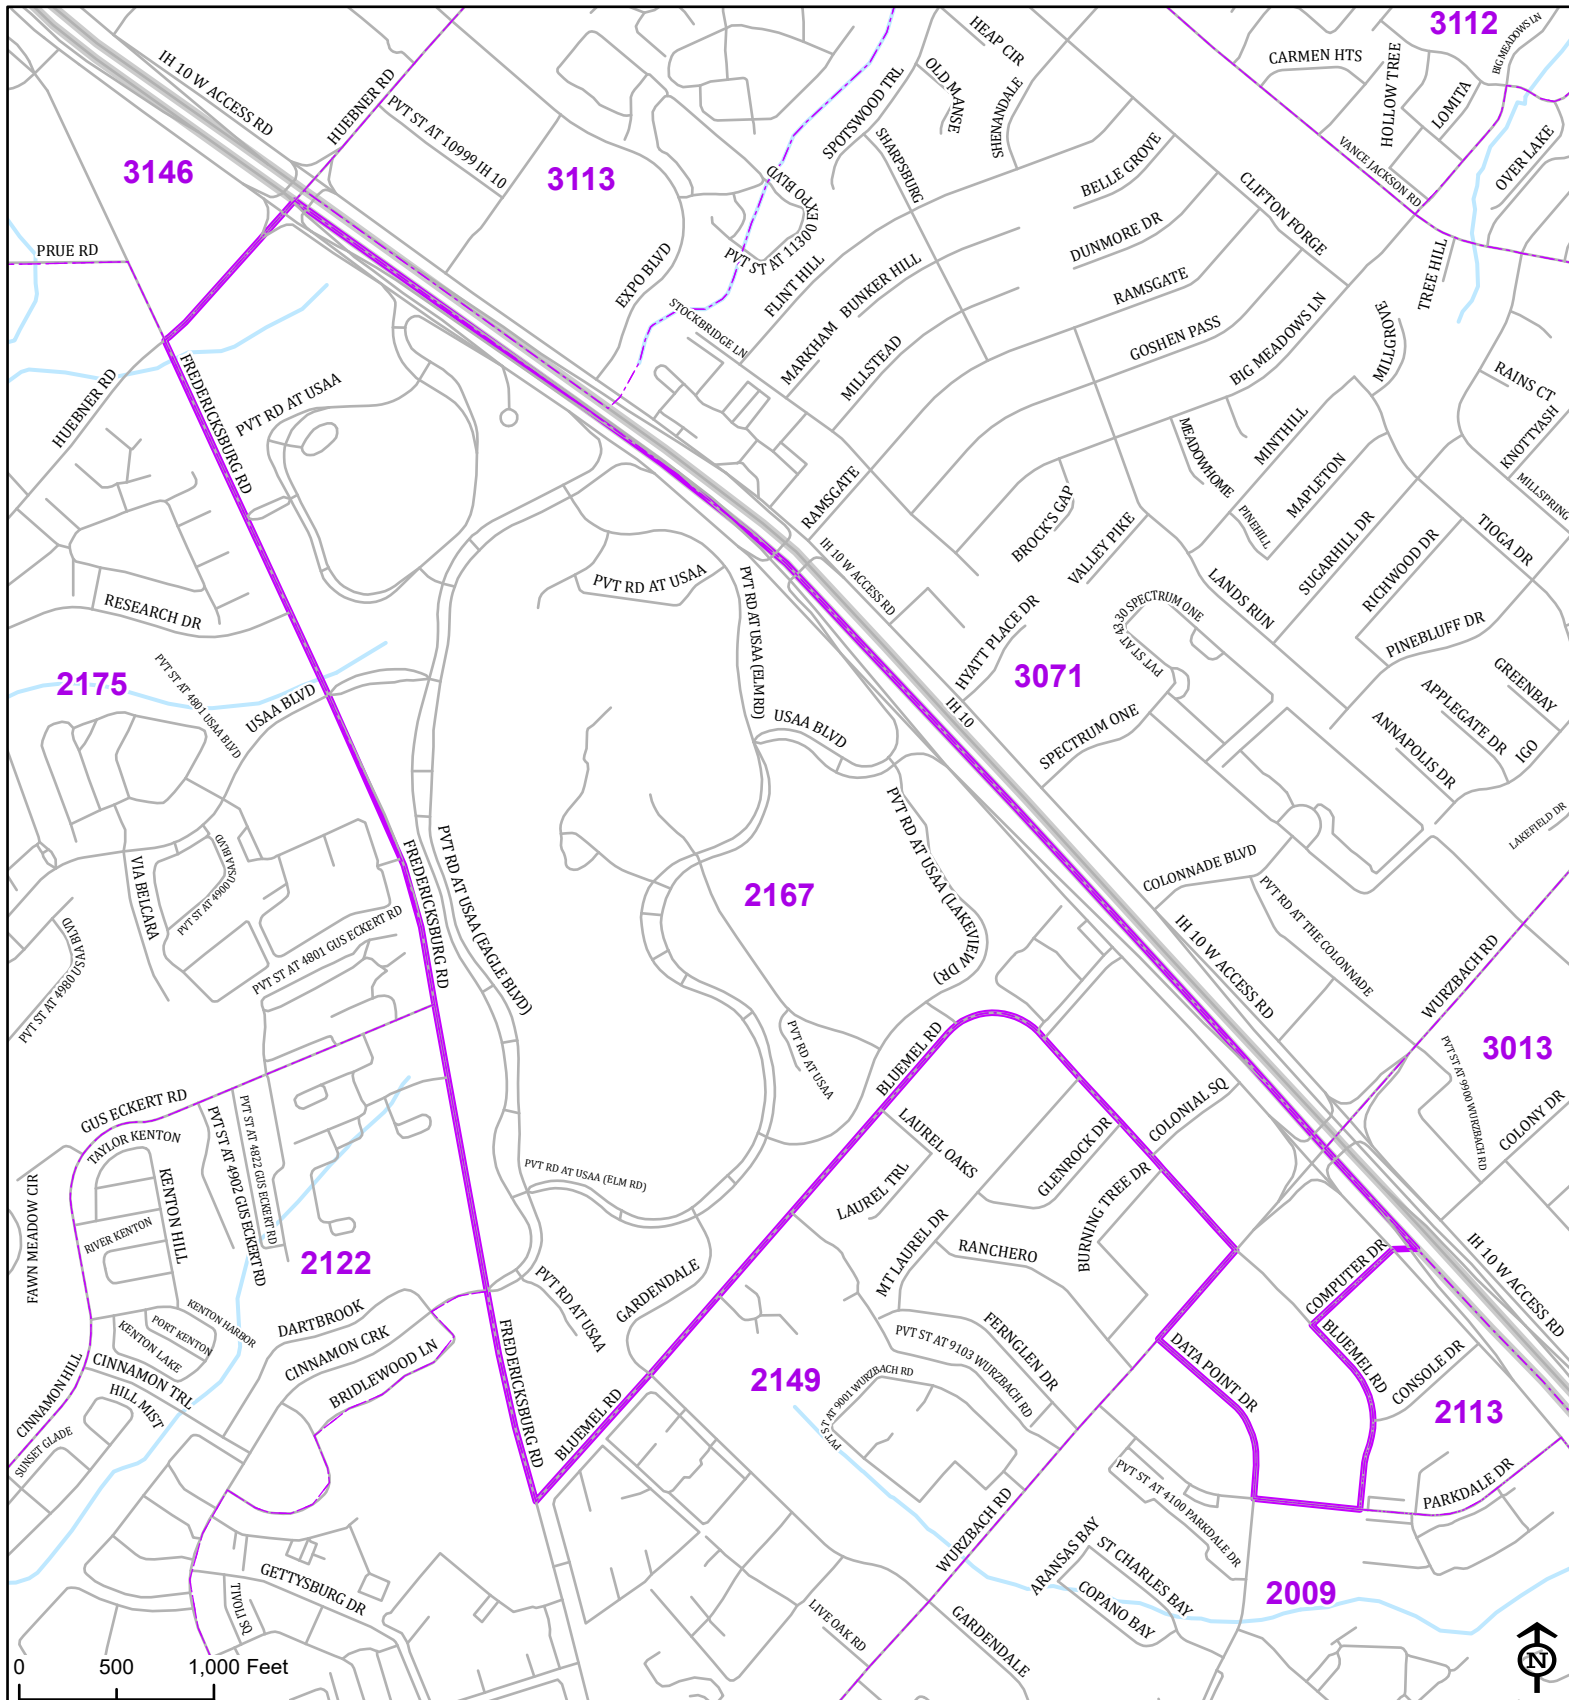 3112
HEAP CIR
CARMEN HTS
BIG MEADOWS LN
IH 10 W ACCESS RD
HUEBNER RD
OLD MANSE
HOLLOW TREE
LOMITA
PVT ST AT 10999 IH 10
SPOTSWOOD TRL
SHENANDALE
SHARPSBURG
VANCE JACKSON RD
OVER LAKE
3146
3113
EXPO BLVD
BELLE GROVE
CLIFTON FORGE
PRUE RD
PVT ST AT 11300 EXPO BLVD
DUNMORE DR
TREE HILL
EXPO BLVD
FLINT HILL
BUNKER HILL
RAMSGATE
STOCKBRIDGE LN
MARKHAM
MILLSTEAD
GOSHEN PASS
BIG MEADOWS LN
MILLGROVE
HUEBNER RD
FREDERICKSBURG RD
PVT RD AT USAA
RAINS CT
KNOTTYASH
MEADOWHOME
MINTHILL
MAPLETON
MILLSPRING
RAMSGATE
BROCK'S GAP
VALLEY PIKE
PINEHILL
SUGARHILL DR
RICHWOOD DR
TIOGA DR
IH 10 W ACCESS RD
PVT RD AT USAA
PVT RD AT USAA (ELM RD)
LANDS RUN
RESEARCH DR
HYATT PLACE DR
PVT ST AT 4330 SPECTRUM ONE
PINEBLUFF DR
2175
PVT ST AT 4801 USAA BLVD
USAA BLVD
3071
GREENBAY
APPLEGATE DR
IH 10
USAA BLVD
SPECTRUM ONE
ANNAPOLIS DR
IGO
LAKEFIELD DR
PVT RD AT USAA (LAKEVIEW DR)
VIA BELCARA
PVT ST AT 4900 USAA BLVD
FREDERICKSBURG RD
PVT RD AT USAA (EAGLE BLVD)
COLONNADE BLVD
PVT RD AT THE COLONNADE
2167
PVT ST AT 4980 USAA BLVD
PVT ST AT 4801 GUS ECKERT RD
IH 10 W ACCESS RD
WURZBACH RD
PVT RD AT USAA
BLUEMEL RD
3013
PVT ST AT 9900 WURZBACH RD
COLONY DR
GUS ECKERT RD
TAYLOR KENTON
PVT ST AT 4902 GUS ECKERT RD
PVT ST AT 4822 GUS ECKERT RD
LAUREL OAKS
GLENROCK DR
COLONIAL SQ
FAWN MEADOW CIR
KENTON HILL
PVT RD AT USAA (ELM RD)
LAUREL TRL
BURNING TREE DR
RIVER KENTON
MT LAUREL DR
RANCHERO
2122
PVT RD AT USAA
GARDENDALE
COMPUTER DR
IH 10 W ACCESS RD
KENTON HARBOR
PORT KENTON
KENTON LAKE
DARTBROOK
CINNAMON CRK
BRIDLEWOOD LN
FREDERICKSBURG RD
PVT ST AT 9103 WURZBACH RD
FERNGLEN DR
DATA POINT DR
BLUEMEL RD
CONSOLE DR
CINNAMON HILL
CINNAMON TRL
HILL MIST
2149
PVT ST AT 9001 WURZBACH RD
2113
SUNSET GLADE
BLUEMEL RD
PVT ST AT 4100 PARKDALE DR
PARKDALE DR
WURZBACH RD
GETTYSBURG DR
TIVOLI SQ
LIVE OAK RD
GARDENDALE
ARANSAS BAY
ST CHARLES BAY
COPANO BAY
2009
0 500 1,000 Feet
N